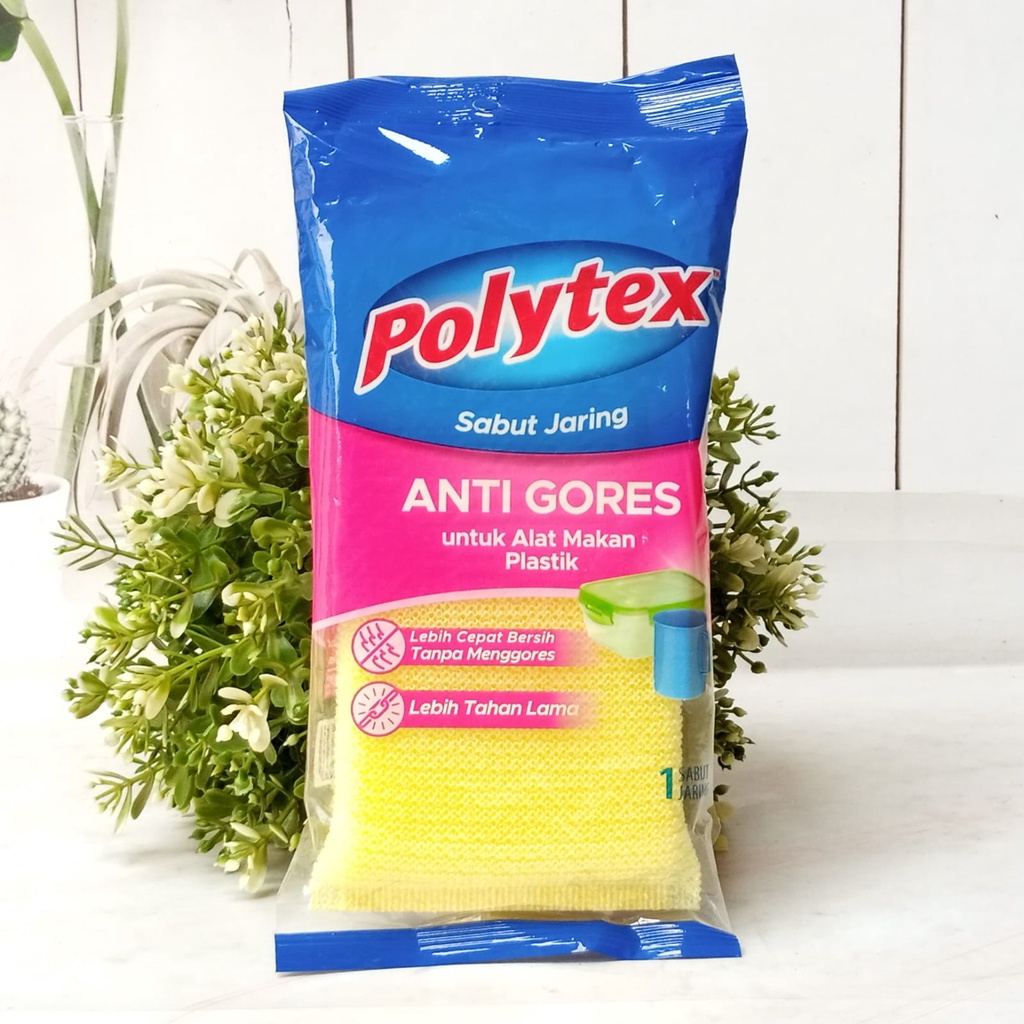 Polytex™
Sabut Jaring
ANTI GORES
untuk Alat Makan
Plastik
Lebih Cepat Bersih
Tanpa Menggores
Lebih Tahan Lama
1 SABUT
JARING